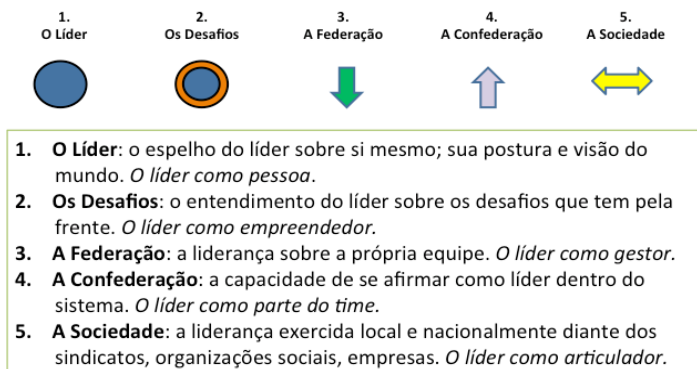 1.
O Líder
2.
Os Desafios
3.
A Federação
4.
A Confederação
5.
A Sociedade
1. O Líder: o espelho do líder sobre si mesmo; sua postura e visão do
mundo. O líder como pessoa.
2. Os Desafios: o entendimento do líder sobre os desafios que tem pela
frente. O líder como empreendedor.
3. A Federação: a liderança sobre a própria equipe. O líder como gestor.
4. A Confederação: a capacidade de se afirmar como líder dentro do
sistema. O líder como parte do time.
5. A Sociedade: a liderança exercida local e nacionalmente diante dos
sindicatos, organizações sociais, empresas. O líder como articulador.